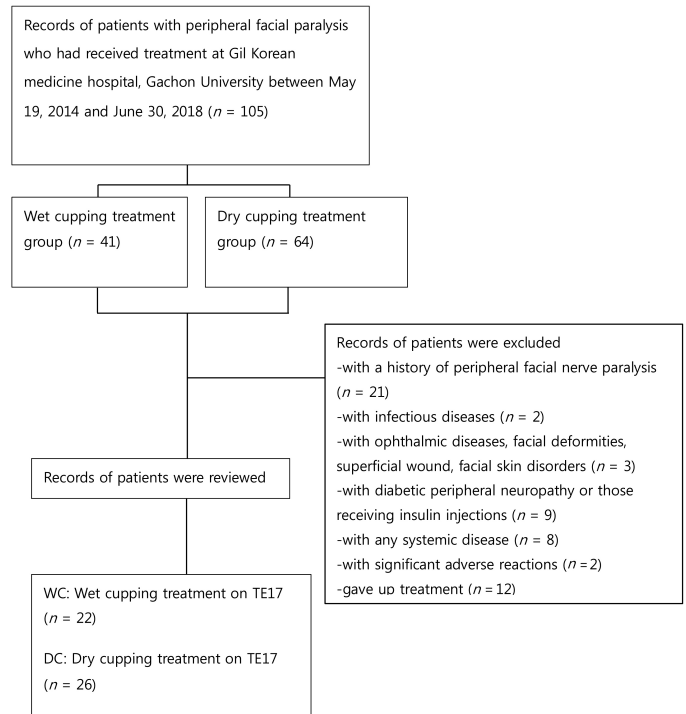 Records of patients with peripheral facial paralysis
who had received treatment at Gil Korean
medicine hospital, Gachon University between May
19, 2014 and June 30, 2018 (n = 105)
Wet cupping treatment
group (n = 41)
Dry cupping treatment
group (n = 64)
Records of patients were excluded
-with a history of peripheral facial nerve paralysis
(n = 21)
-with infectious diseases (n = 2)
-with ophthalmic diseases, facial deformities,
superficial wound, facial skin disorders (n = 3)
-with diabetic peripheral neuropathy or those
receiving insulin injections (n = 9)
-with any systemic disease (n = 8)
-with significant adverse reactions (n =2)
-gave up treatment (n = 12)
Records of patients were reviewed
WC: Wet cupping treatment on TE17
(n = 22)
DC: Dry cupping treatment on TE17
(n = 26)